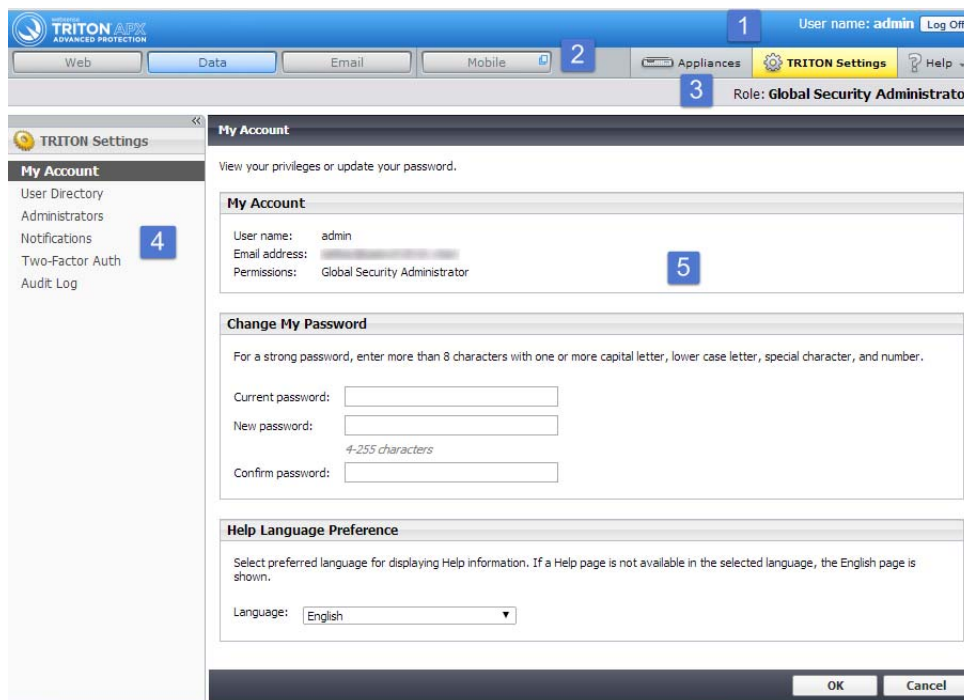 websense
TRITON APX
ADVANCED PROTECTION
1
User name: admin
Log Off
Web
Data
Email
Mobile
2
Appliances
TRITON Settings
Help
3
Role: Global Security Administrato
TRITON Settings
My Account
User Directory
Administrators
Notifications
Two-Factor Auth
Audit Log
4
My Account
View your privileges or update your password.
My Account
User name: admin
Email address:
Permissions: Global Security Administrator
5
Change My Password
For a strong password, enter more than 8 characters with one or more capital letter, lower case letter, special character, and number.
Current password:
New password:
4-255 characters
Confirm password:
Help Language Preference
Select preferred language for displaying Help information. If a Help page is not available in the selected language, the English page is
shown.
Language: English
OK
Cancel